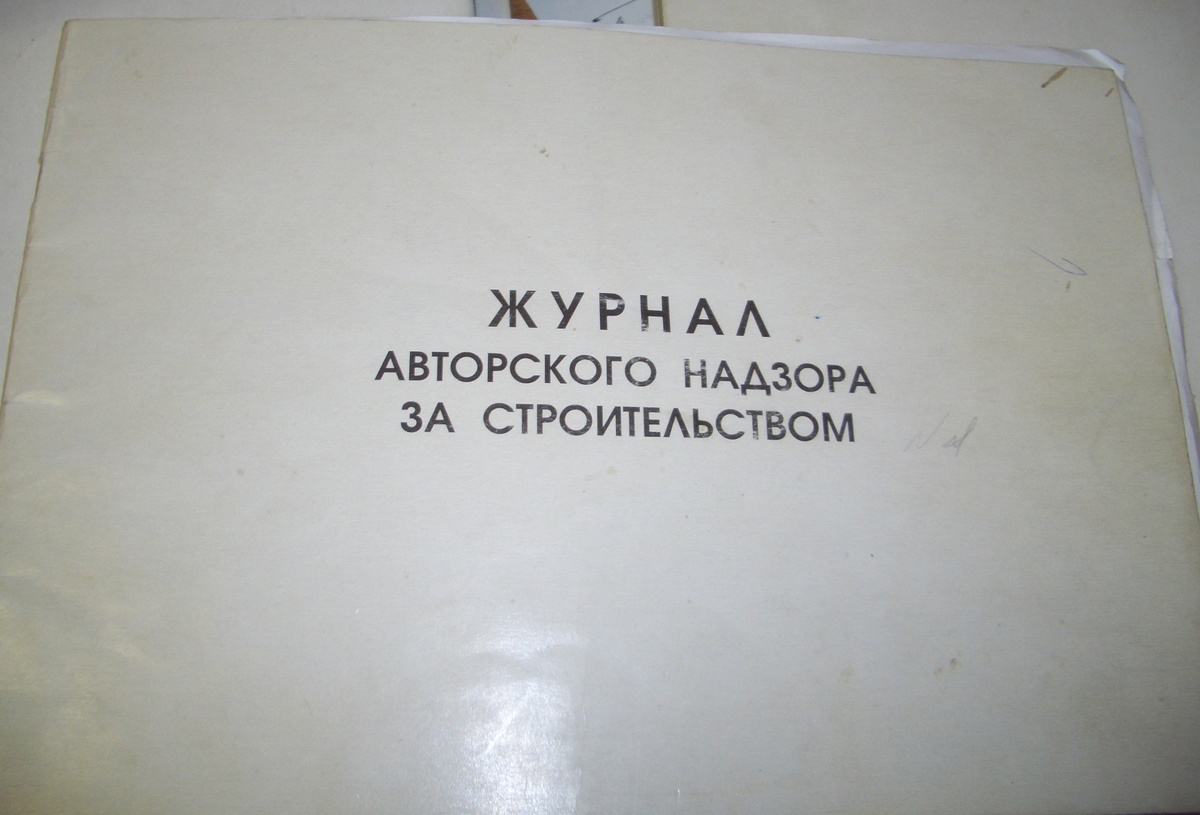 ЖУРНАЛ
АВТОРСКОГО НАДЗОРА
ЗА СТРОИТЕЛЬСТВОМ